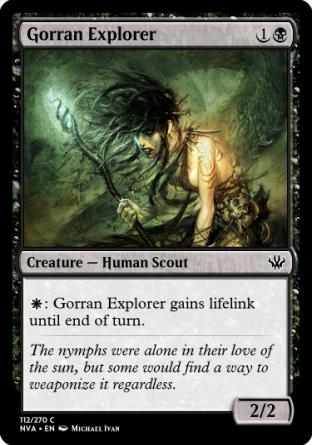 Gorran Explorer 1
Creature — Human Scout
: Gorran Explorer gains lifelink
until end of turn.
The nymphs were alone in their love of
the sun, but some would find a way to
weaponize it regardless.
2/2
112/270 C
NVA • EN Michael Ivan